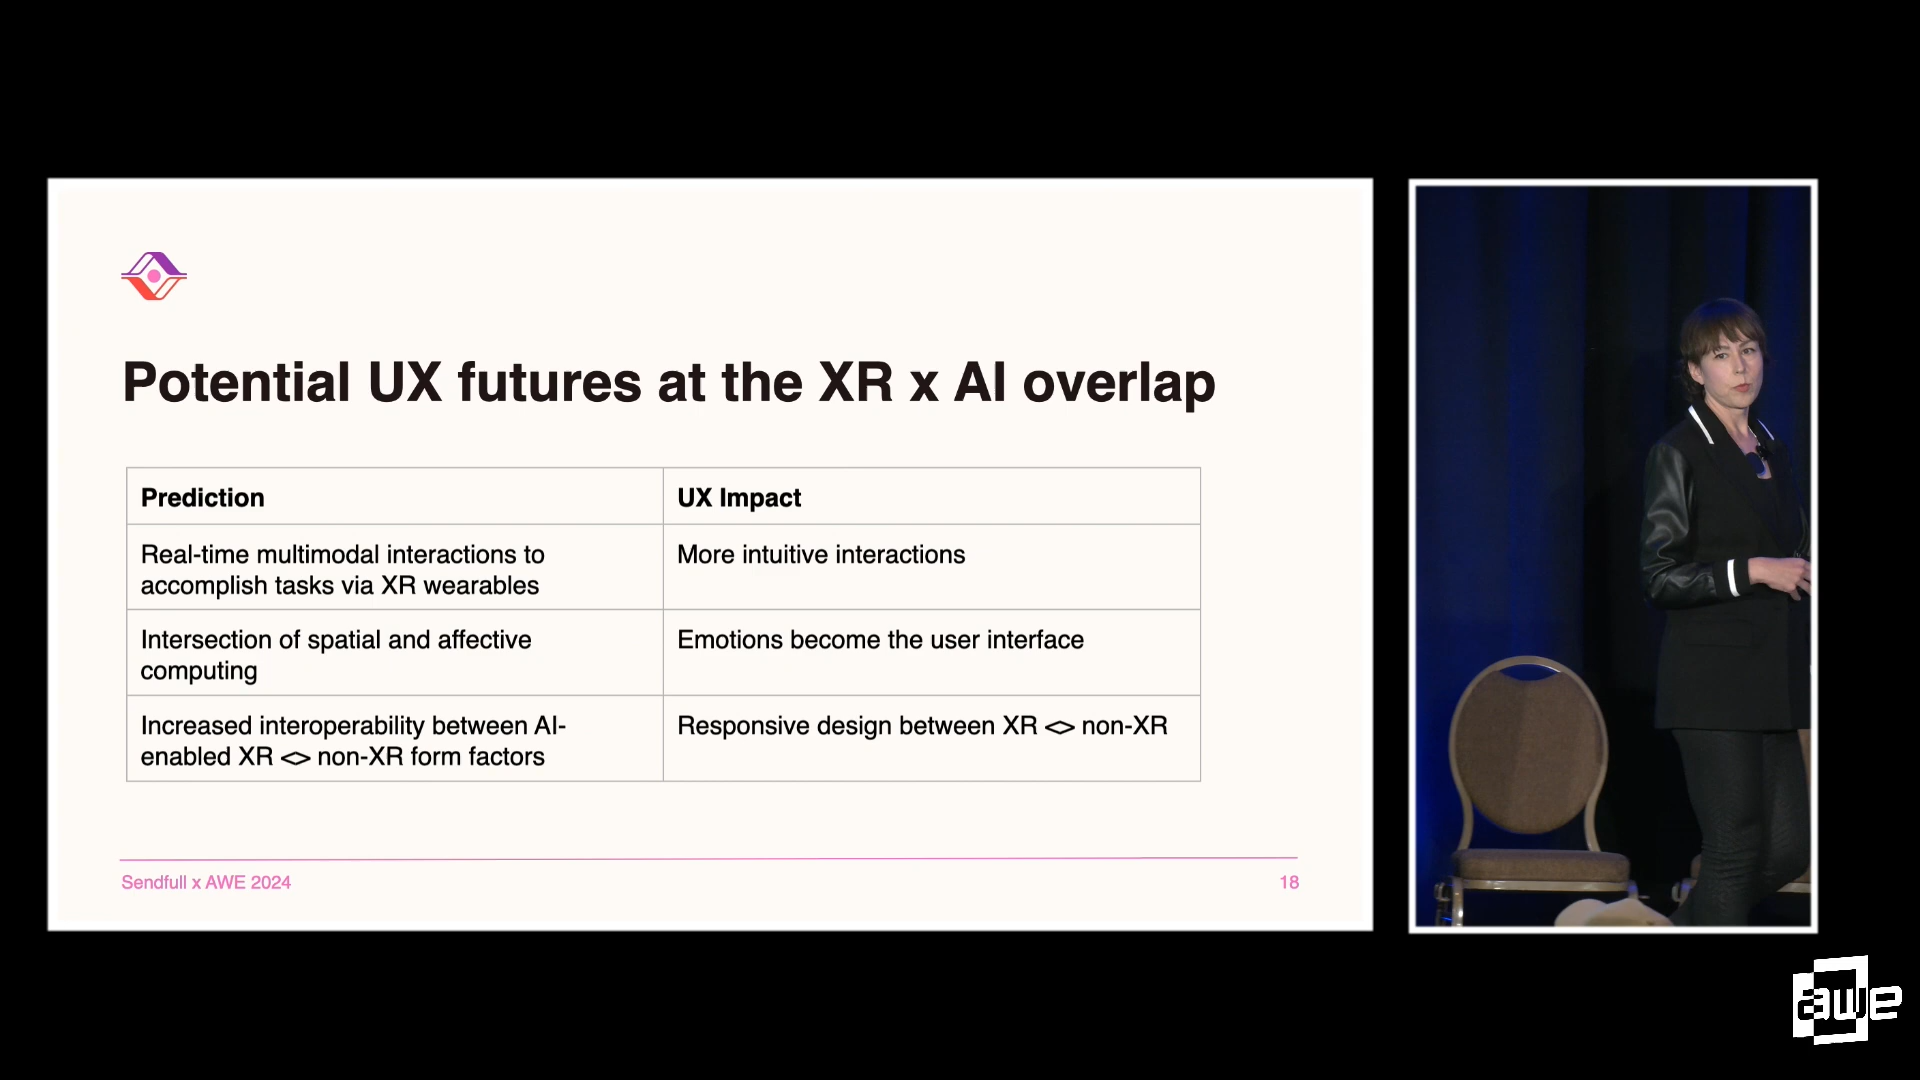 Potential UX futures at the XR x AI overlap
Prediction
UX Impact
Real-time multimodal interactions to
accomplish tasks via XR wearables
More intuitive interactions
Intersection of spatial and affective
computing
Emotions become the user interface
Increased interoperability between AI-
enabled XR <> non-XR form factors
Responsive design between XR <> non-XR
Sendfull x AWE 2024
18
awe